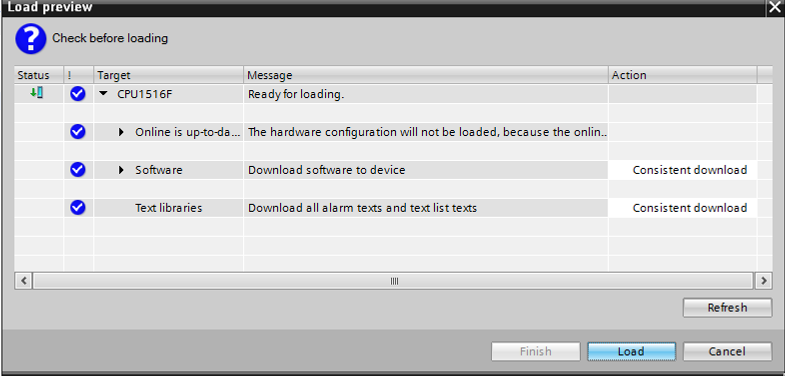 Load preview
Check before loading
Status ! Target Message Action
CPU1516F Ready for loading.
Online is up-to-da... The hardware configuration will not be loaded, because the onlin..
Software Download software to device Consistent download
Text libraries Download all alarm texts and text list texts Consistent download
Refresh
Finish Load Cancel